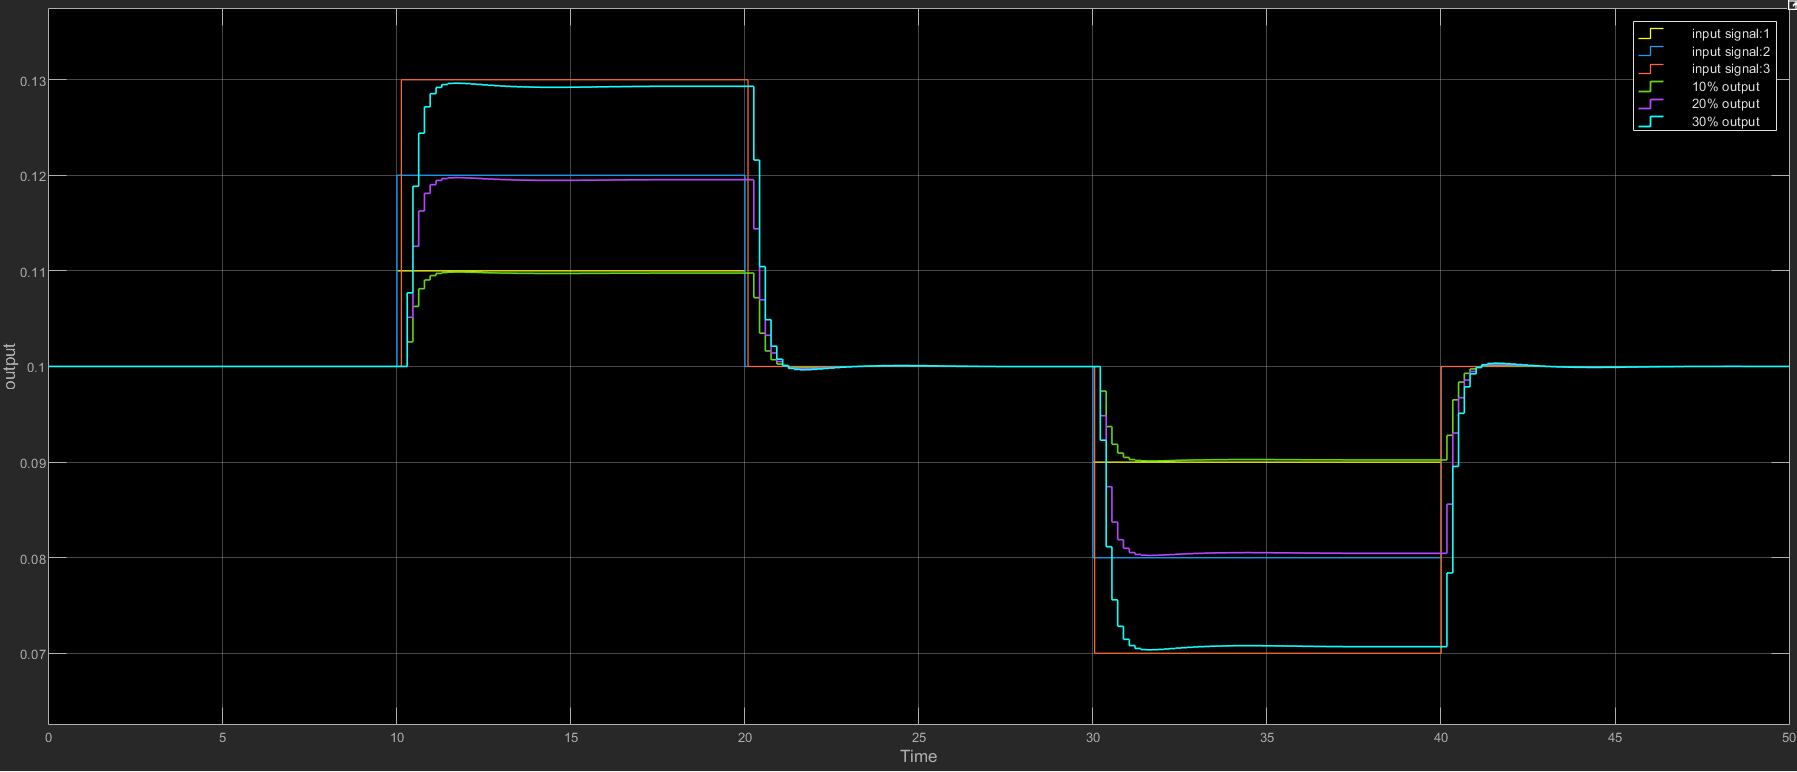 input signal:1
input signal:2
input signal:3
10% output
20% output
30% output
0.13
0.12
0.11
0.1
0.09
0.08
0.07
output
0 5 10 15 20 25 30 35 40 45 50
Time